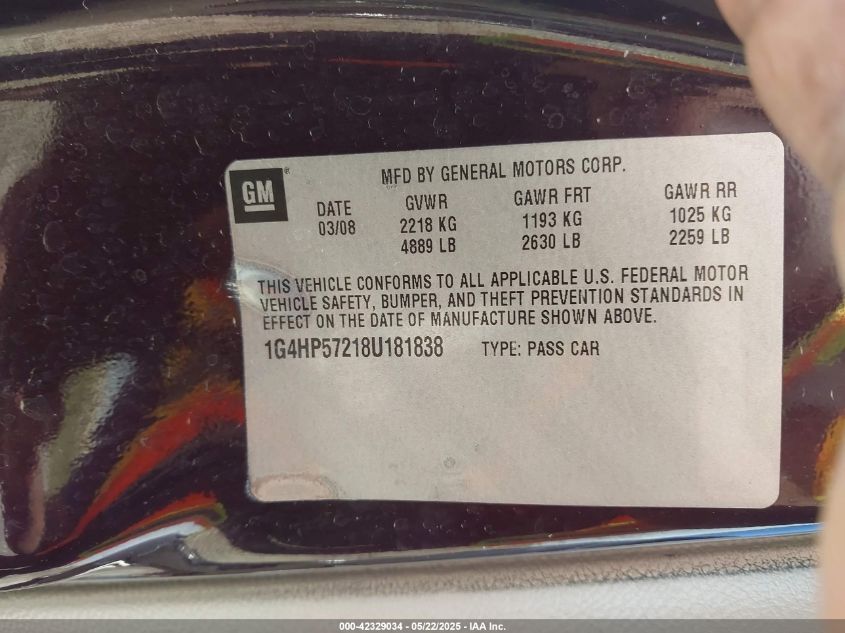 GM
MFD BY GENERAL MOTORS CORP.
DATE GVWR GAWR FRT GAWR RR
03/08 2218 KG 1193 KG 1025 KG
4889 LB 2630 LB 2259 LB
THIS VEHICLE CONFORMS TO ALL APPLICABLE U.S. FEDERAL MOTOR
VEHICLE SAFETY, BUMPER, AND THEFT PREVENTION STANDARDS IN
EFFECT ON THE DATE OF MANUFACTURE SHOWN ABOVE.
1G4HP57218U181838 TYPE: PASS CAR
000-42329034 - 05/22/2025 - IAA Inc.